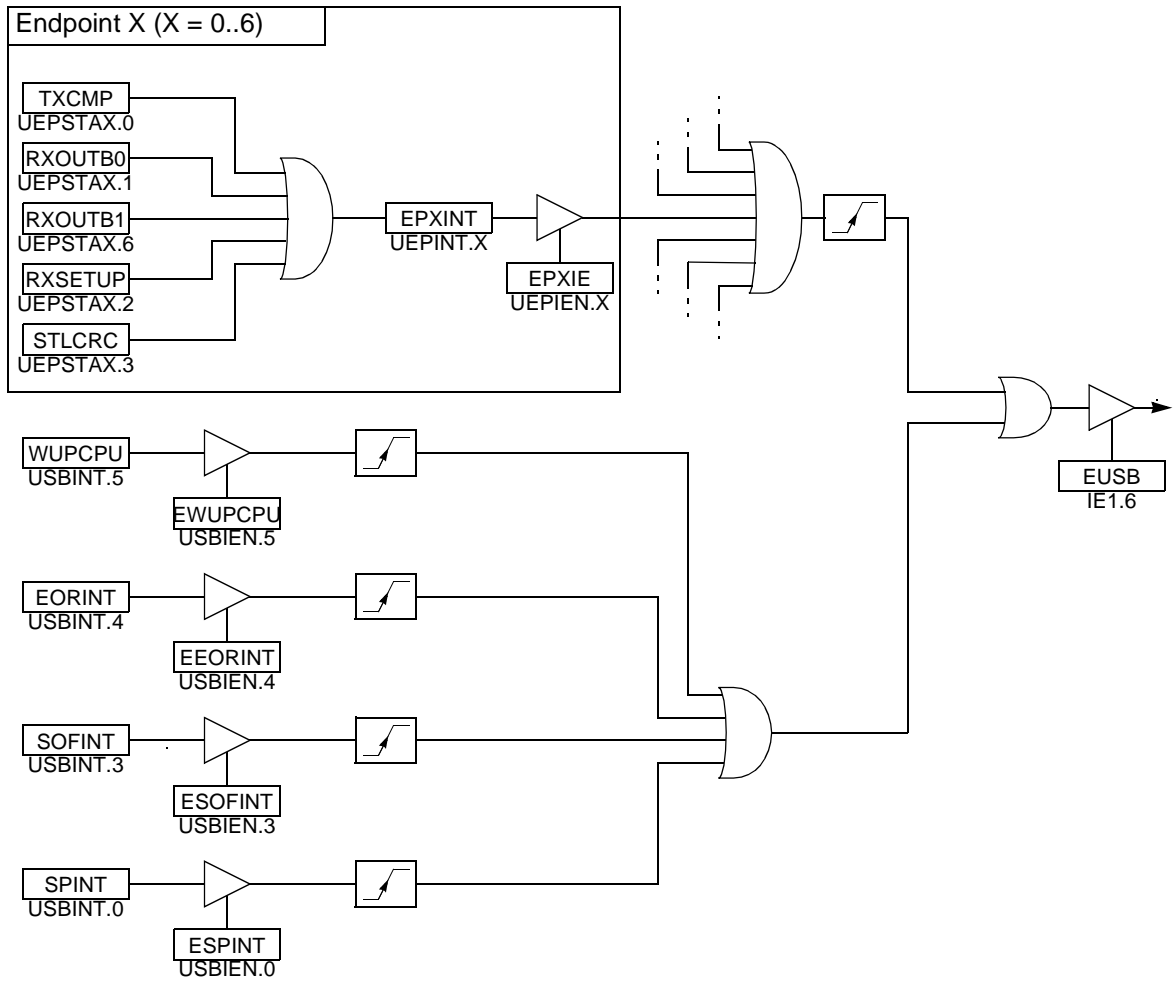 Endpoint X (X = 0..6)
TXCMP
UEPSTAX.0
RXOUTB0
UEPSTAX.1
RXOUTB1
UEPSTAX.6
RXSETUP
UEPSTAX.2
STLCRC
UEPSTAX.3
EPXINT
UEPINT.X
EPXIE
UEPIEN.X
WUPCPU
USBINT.5
EWUPCPU
USBIEN.5
EUSB
IE1.6
EORINT
USBINT.4
EEORINT
USBIEN.4
SOFINT
USBINT.3
ESOFINT
USBIEN.3
SPINT
USBINT.0
ESPINT
USBIEN.0